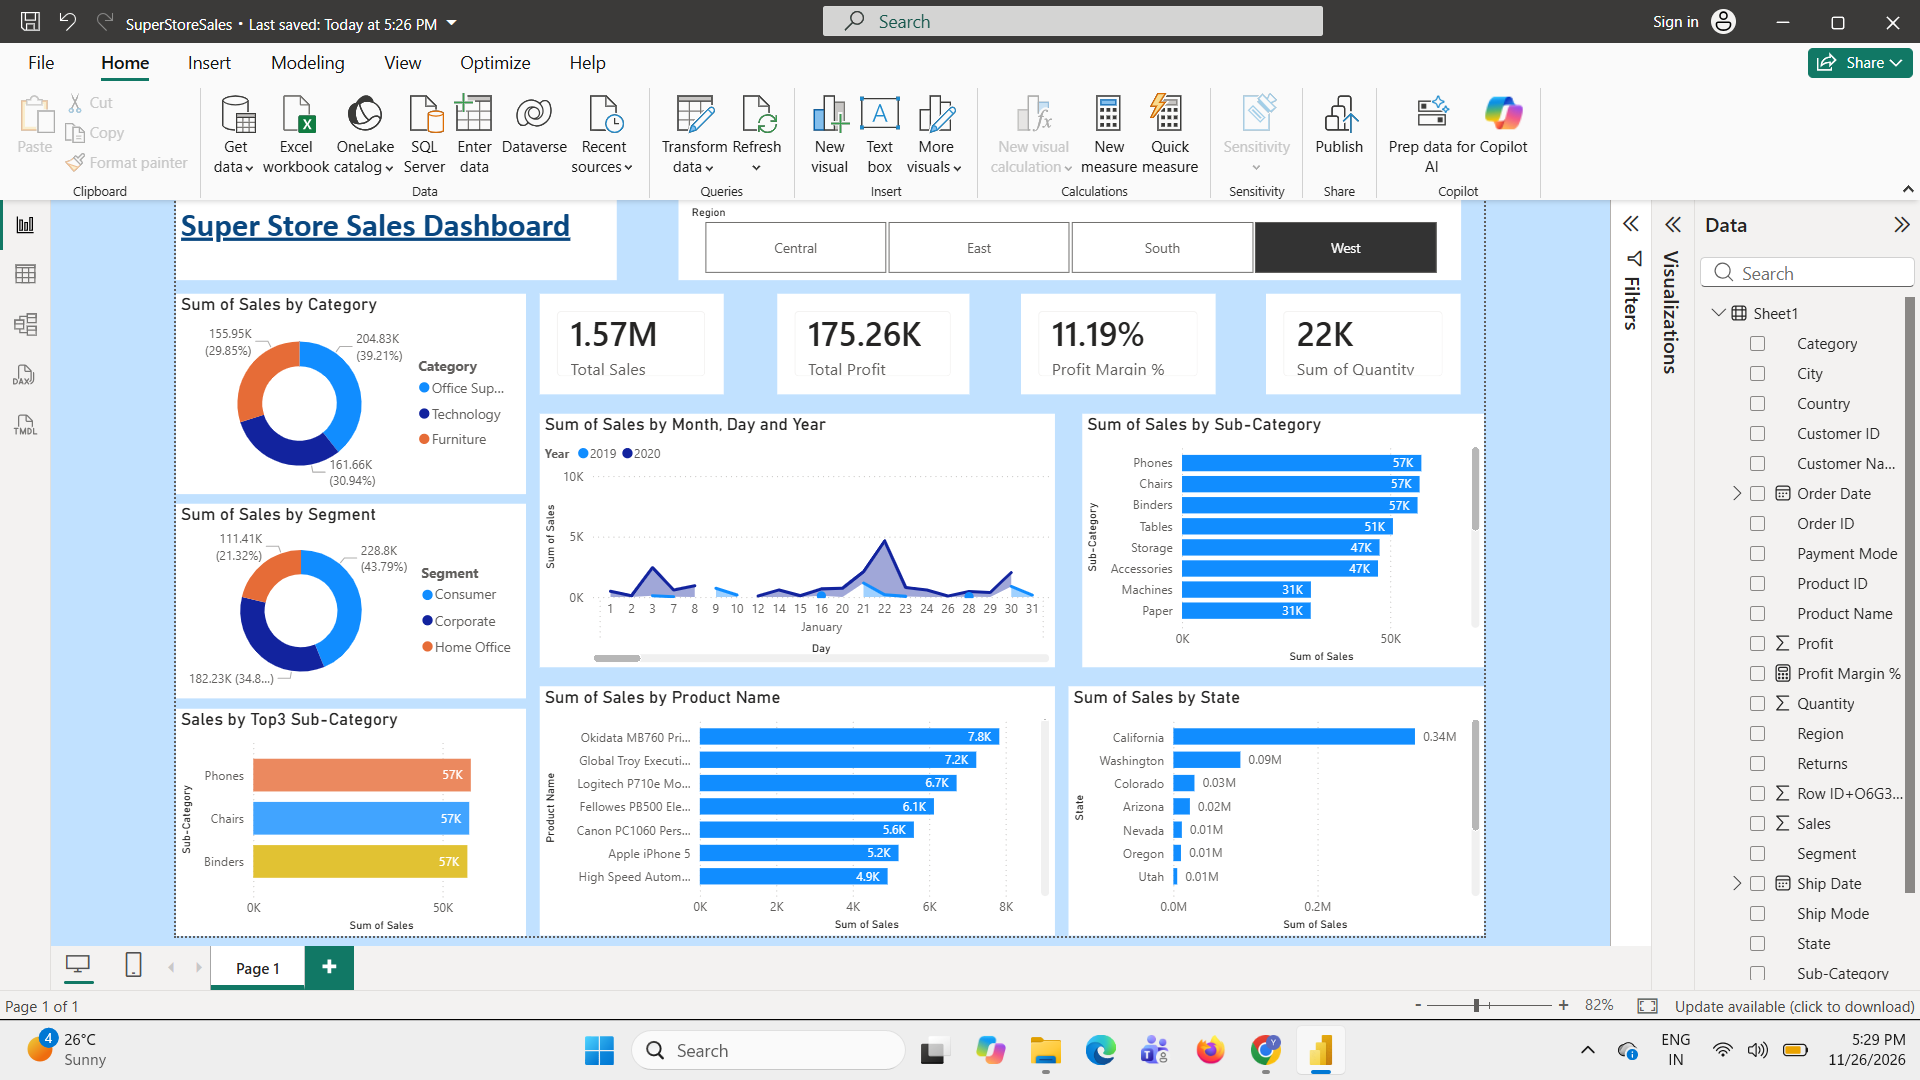 SuperStoreSales • Last saved: Today at 5:26 PM
Search
Sign in
File
Home
Insert
Modeling
View
Optimize
Help
Share
Paste
Cut
Copy
Format painter
Clipboard
Get data
Excel workbook
OneLake catalog
SQL Server
Enter data
Dataverse
Recent sources
Data
Transform data
Refresh
Queries
New visual
A
Text box
More visuals
Insert
New visual calculation
New measure
Quick measure
Calculations
Sensitivity
Sensitivity
Publish
Share
Prep data for AI
Copilot
Copilot
DAX
TMDL
Super Store Sales Dashboard
Region
Central
East
South
West
Sum of Sales by Category
155.95K
(29.85%)
204.83K
(39.21%)
161.66K
(30.94%)
Category
Office Sup...
Technology
Furniture
1.57M
Total Sales
175.26K
Total Profit
11.19%
Profit Margin %
22K
Sum of Quantity
Sum of Sales by Segment
111.41K
(21.32%)
228.8K
(43.79%)
182.23K (34.8...)
Segment
Consumer
Corporate
Home Office
Sum of Sales by Month, Day and Year
Year 2019 2020
Sum of Sales
10K
5K
0K
1 2 3 7 8 9 10 12 14 15 16 20 21 22 23 24 26 28 29 30 31
January
Day
Sum of Sales by Sub-Category
Sub-Category
Phones 57K
Chairs 57K
Binders 57K
Tables 51K
Storage 47K
Accessories 47K
Machines 31K
Paper 31K
0K 50K
Sum of Sales
Sales by Top3 Sub-Category
Sub-Category
Phones 57K
Chairs 57K
Binders 57K
0K 50K
Sum of Sales
Sum of Sales by Product Name
Product Name
Okidata MB760 Pri... 7.8K
Global Troy Executi... 7.2K
Logitech P710e Mo... 6.7K
Fellowes PB500 Ele... 6.1K
Canon PC1060 Pers... 5.6K
Apple iPhone 5 5.2K
High Speed Autom... 4.9K
0K 2K 4K 6K 8K
Sum of Sales
Sum of Sales by State
State
California 0.34M
Washington 0.09M
Colorado 0.03M
Arizona 0.02M
Nevada 0.01M
Oregon 0.01M
Utah 0.01M
0.0M 0.2M
Sum of Sales
Filters
Visualizations
Data
Search
Sheet1
Category
City
Country
Customer ID
Customer Na...
Order Date
Order ID
Payment Mode
Product ID
Product Name
Profit
Profit Margin %
Quantity
Region
Returns
Row ID+O6G3...
Sales
Segment
Ship Date
Ship Mode
State
Sub-Category
Page 1
Page 1 of 1
- + 82%
Update available (click to download)
4
26°C
Sunny
Search
ENG
IN
5:29 PM
11/26/2026